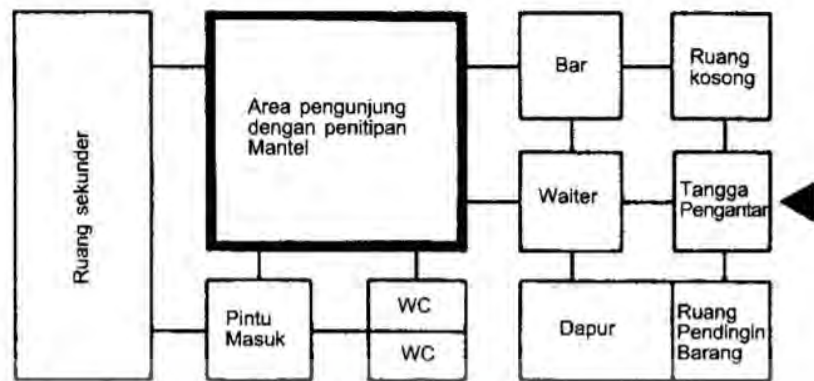 Ruang sekunder
Area pengunjung
dengan penitipan
Mantel
Bar
Ruang
kosong
Waiter
Tangga
Pengantar
Pintu
Masuk
WC
WC
Dapur
Ruang
Pendingin
Barang